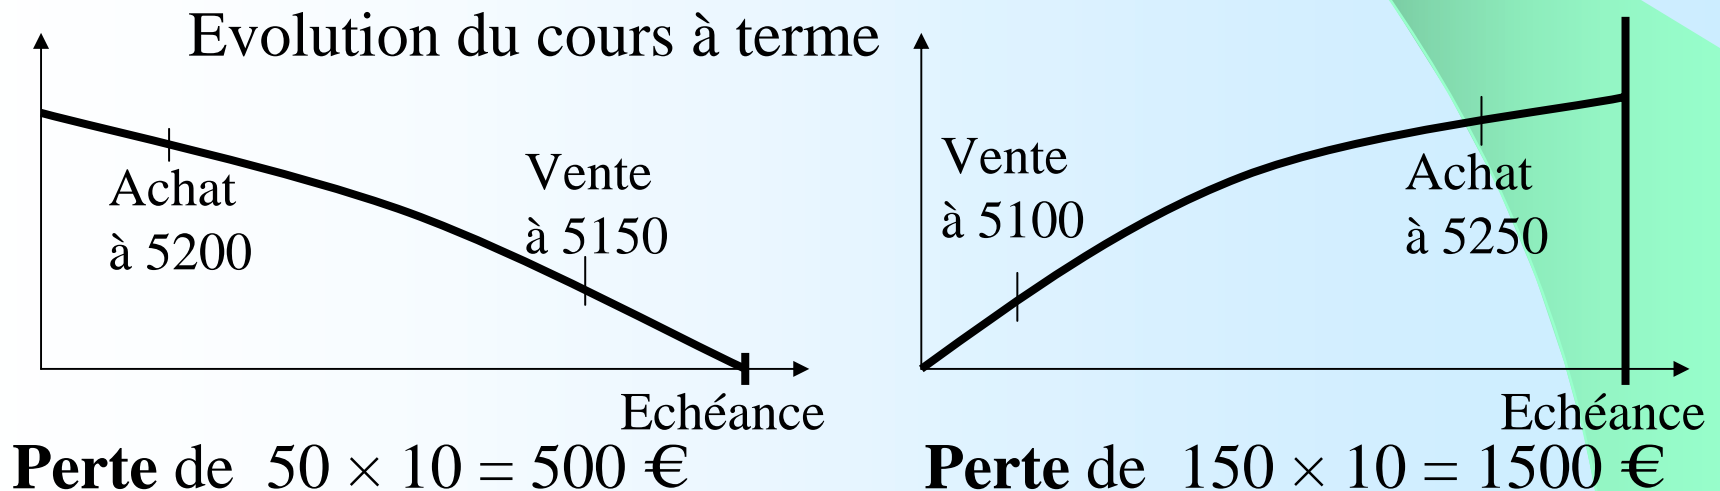 Evolution du cours à terme
Achat
à 5200
Vente
à 5150
Echéance
Perte de 50 × 10 = 500 €
Vente
à 5100
Achat
à 5250
Echéance
Perte de 150 × 10 = 1500 €